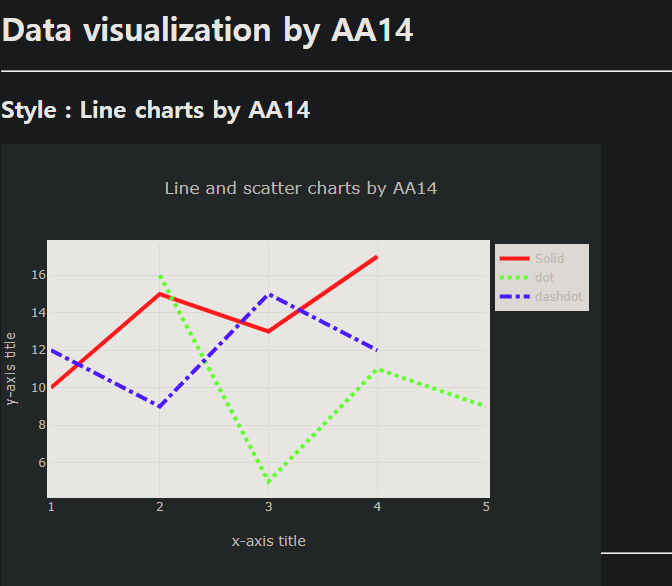 Data visualization by AA14
Style : Line charts by AA14
Line and scatter charts by AA14
Solid
dot
dashdot
y-axis title
16
14
12
10
8
6
1 2 3 4 5
x-axis title